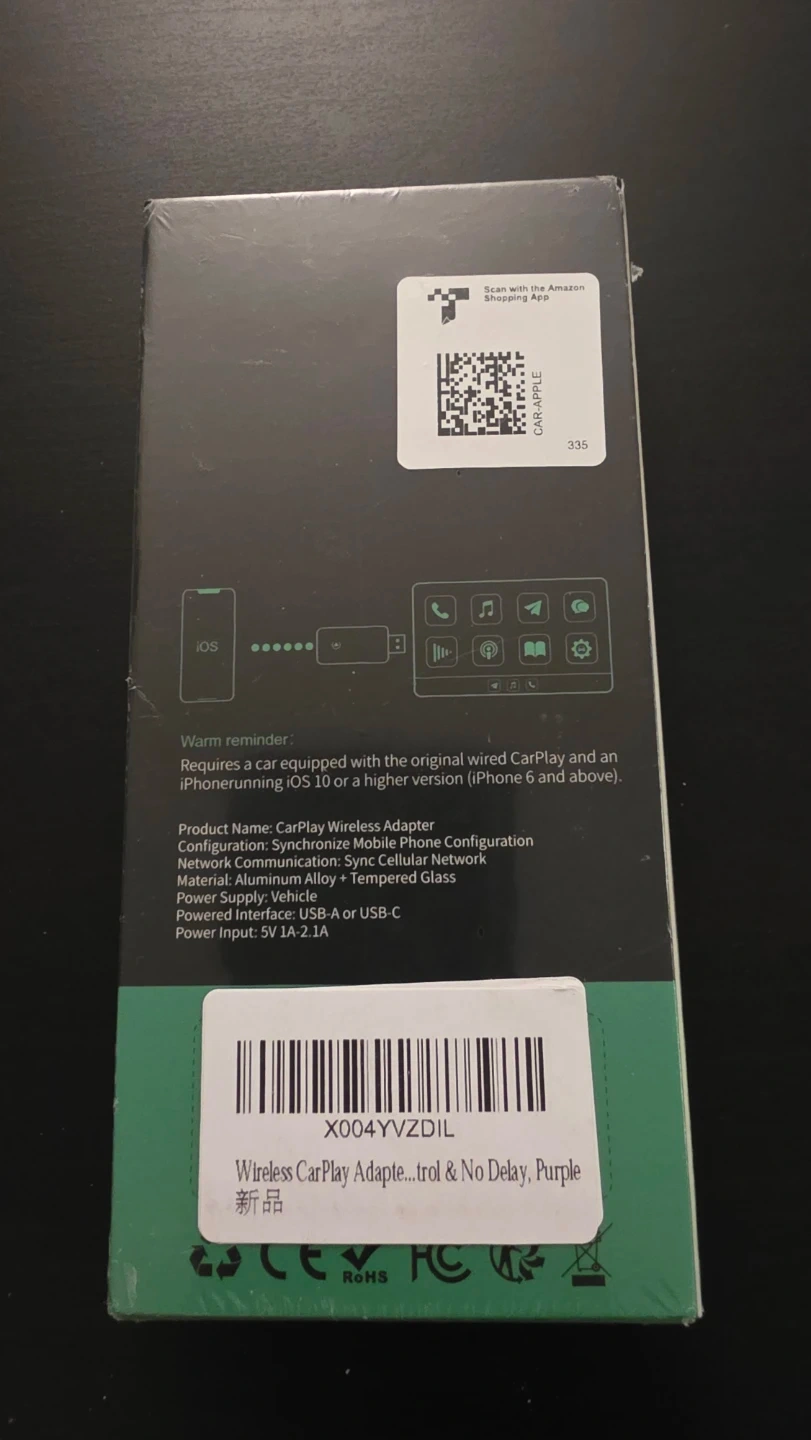 Scan with the Amazon
Shopping App
CAR-APPLE
335
iOS
Warm reminder:
Requires a car equipped with the original wired CarPlay and an
iPhonerunning iOS 10 or a higher version (iPhone 6 and above).
Product Name: CarPlay Wireless Adapter
Configuration: Synchronize Mobile Phone Configuration
Network Communication: Sync Cellular Network
Material: Aluminum Alloy + Tempered Glass
Power Supply: Vehicle
Powered Interface: USB-A or USB-C
Power Input: 5V 1A-2.1A
X004YVZDIL
Wireless CarPlay Adapte...trol & No Delay, Purple
新品
CE
RoHS